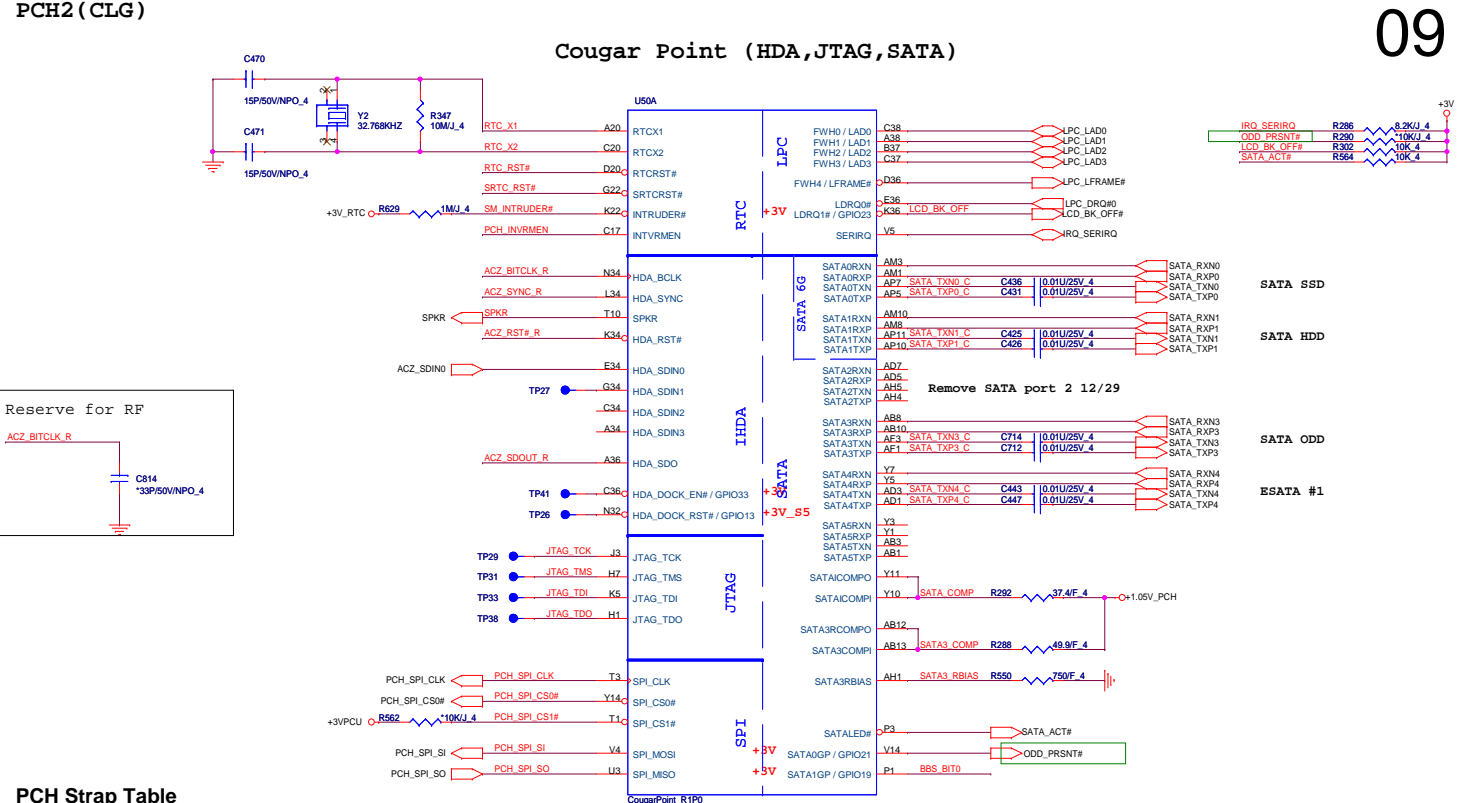 PCH2(CLG)
09
Cougar Point (HDA,JTAG,SATA)
C470
15P/50V/NPO_4
Y2
32.768KHZ
R347
10M/J_4
C471
15P/50V/NPO_4
1
2
3
4
U50A
RTC_X1 A20 RTCX1
RTC_X2 C20 RTCX2
RTC_RST# D20 RTCRST#
SRTC_RST# G22 SRTCRST#
+3V_RTC R629 1M/J_4 SM_INTRUDER# K22 INTRUDER#
PCH_INVRMEN C17 INTVRMEN
RTC
LPC
+3V
FWH0 / LAD0 C38 LPC_LAD0
FWH1 / LAD1 A38 LPC_LAD1
FWH2 / LAD2 B37 LPC_LAD2
FWH3 / LAD3 C37 LPC_LAD3
FWH4 / LFRAME# D36 LPC_LFRAME#
LDRQ0# E36 LPC_DRQ#0
LDRQ1# / GPIO23 K36 LCD_BK_OFF LCD_BK_OFF#
SERIRQ V5 IRQ_SERIRQ
+3V
IRQ_SERIRQ R286 8.2K/J_4
ODD_PRSNT# R290 *10K/J_4
LCD_BK_OFF# R302 10K_4
SATA_ACT# R564 10K_4
ACZ_BITCLK_R N34 HDA_BCLK
ACZ_SYNC_R L34 HDA_SYNC
SPKR SPKR T10 SPKR
ACZ_RST#_R K34 HDA_RST#
ACZ_SDIN0 E34 HDA_SDIN0
TP27 G34 HDA_SDIN1
C34 HDA_SDIN2
A34 HDA_SDIN3
ACZ_SDOUT_R A36 HDA_SDO
TP41 C36 HDA_DOCK_EN# / GPIO33 +3V
TP26 N32 HDA_DOCK_RST# / GPIO13 +3V_S5
IHDA
SATA
SATA 6G
SATA0RXN AM3 SATA_RXN0
SATA0RXP AM1 SATA_RXP0
SATA0TXN AP7 SATA_TXN0_C C436 0.01U/25V_4 SATA_TXN0
SATA0TXP AP5 SATA_TXP0_C C431 0.01U/25V_4 SATA_TXP0
SATA SSD
SATA1RXN AM10 SATA_RXN1
SATA1RXP AM8 SATA_RXP1
SATA1TXN AP11 SATA_TXN1_C C425 0.01U/25V_4 SATA_TXN1
SATA1TXP AP10 SATA_TXP1_C C426 0.01U/25V_4 SATA_TXP1
SATA HDD
SATA2RXN AD7
SATA2RXP AD5
SATA2TXN AH5
SATA2TXP AH4
Remove SATA port 2 12/29
SATA3RXN AB8 SATA_RXN3
SATA3RXP AB10 SATA_RXP3
SATA3TXN AF3 SATA_TXN3_C C714 0.01U/25V_4 SATA_TXN3
SATA3TXP AF1 SATA_TXP3_C C712 0.01U/25V_4 SATA_TXP3
SATA ODD
SATA4RXN Y7 SATA_RXN4
SATA4RXP Y5 SATA_RXP4
SATA4TXN AD3 SATA_TXN4_C C443 0.01U/25V_4 SATA_TXN4
SATA4TXP AD1 SATA_TXP4_C C447 0.01U/25V_4 SATA_TXP4
ESATA #1
SATA5RXN Y3
SATA5RXP Y1
SATA5TXN AB3
SATA5TXP AB1
Reserve for RF
ACZ_BITCLK_R
C814
*33P/50V/NPO_4
TP29 JTAG_TCK J3 JTAG_TCK
TP31 JTAG_TMS H7 JTAG_TMS
TP33 JTAG_TDI K5 JTAG_TDI
TP38 JTAG_TDO H1 JTAG_TDO
JTAG
SATAICOMPO Y11
SATAICOMPI Y10 SATA_COMP R292 37.4/F_4 +1.05V_PCH
SATA3RCOMPO AB12
SATA3COMPI AB13 SATA3_COMP R288 49.9/F_4
SATA3RBIAS AH1 SATA3_RBIAS R550 750/F_4
PCH_SPI_CLK PCH_SPI_CLK T3 SPI_CLK
PCH_SPI_CS0# PCH_SPI_CS0# Y14 SPI_CS0#
+3VPCU R562 *10K/J_4 PCH_SPI_CS1# T1 SPI_CS1#
PCH_SPI_SI PCH_SPI_SI V4 SPI_MOSI
PCH_SPI_SO PCH_SPI_SO U3 SPI_MISO
SPI
SATALED# P3 SATA_ACT#
+3V SATA0GP / GPIO21 V14 ODD_PRSNT#
+3V SATA1GP / GPIO19 P1 BBS_BIT0
CougarPoint_R1P0
PCH Strap Table